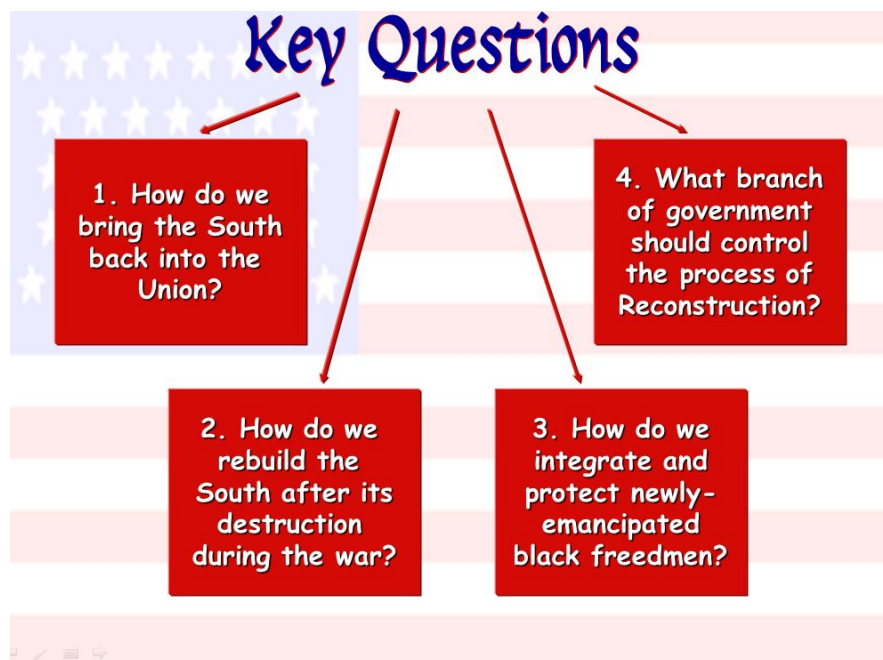 Key Questions
1. How do we
bring the South
back into the
Union?
2. How do we
rebuild the
South after its
destruction
during the war?
3. How do we
integrate and
protect newly-
emancipated
black freedmen?
4. What branch
of government
should control
the process of
Reconstruction?